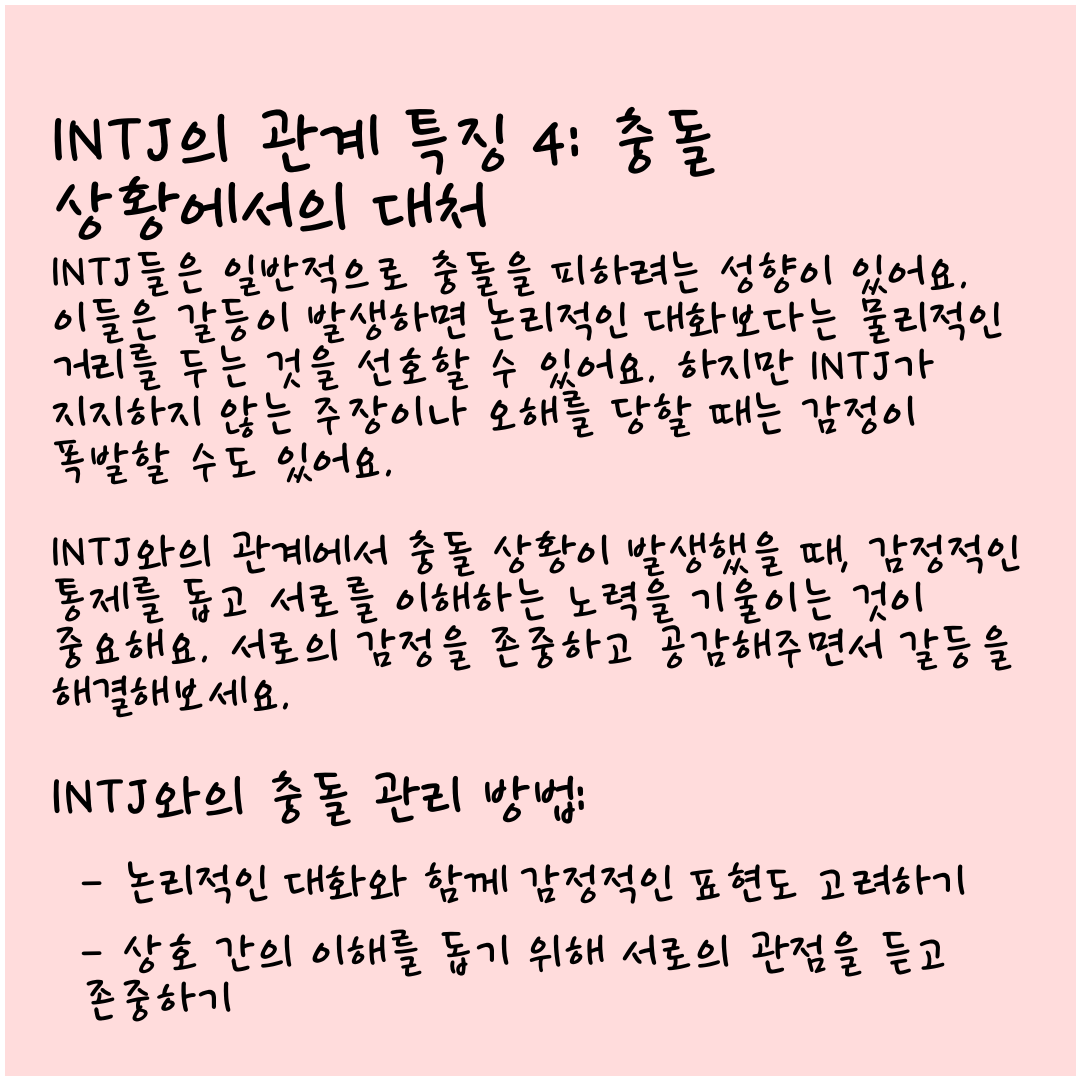 INTJ의 관계 특징 4: 충돌
상황에서의 대처
INTJ들은 일반적으로 충돌을 피하려는 성향이 있어요.
이들은 갈등이 발생하면 논리적인 대화보다는 물리적인
거리를 두는 것을 선호할 수 있어요. 하지만 INTJ가
지지하지 않는 주장이나 오해를 당할 때는 감정이
폭발할 수도 있어요.
INTJ와의 관계에서 충돌 상황이 발생했을 때, 감정적인
통제를 돕고 서로를 이해하는 노력을 기울이는 것이
중요해요. 서로의 감정을 존중하고 공감해주면서 갈등을
해결해보세요.
INTJ와의 충돌 관리 방법:
- 논리적인 대화와 함께 감정적인 표현도 고려하기
- 상호 간의 이해를 돕기 위해 서로의 관점을 듣고
존중하기